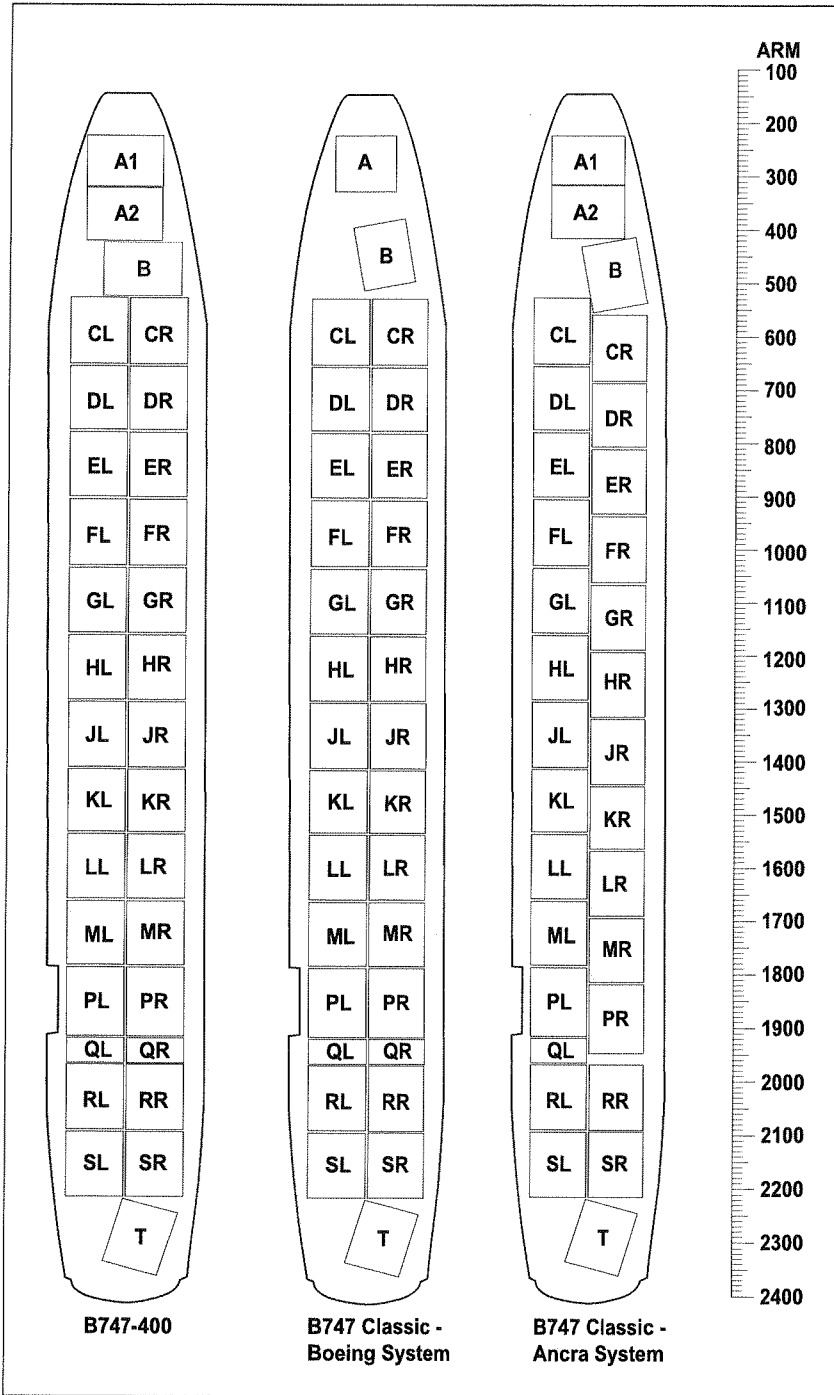 ARM
100
200
300
400
500
600
700
800
900
1000
1100
1200
1300
1400
1500
1600
1700
1800
1900
2000
2100
2200
2300
2400
A1
A2
B
CL CR
DL DR
EL ER
FL FR
GL GR
HL HR
JL JR
KL KR
LL LR
ML MR
PL PR
QL QR
RL RR
SL SR
T
B747-400
A
B
CL CR
DL DR
EL ER
FL FR
GL GR
HL HR
JL JR
KL KR
LL LR
ML MR
PL PR
QL QR
RL RR
SL SR
T
B747 Classic -
Boeing System
A1
A2
B
CL CR
DL DR
EL ER
FL FR
GL GR
HL HR
JL JR
KL KR
LL LR
ML MR
PL PR
QL
RL RR
SL SR
T
B747 Classic -
Ancra System